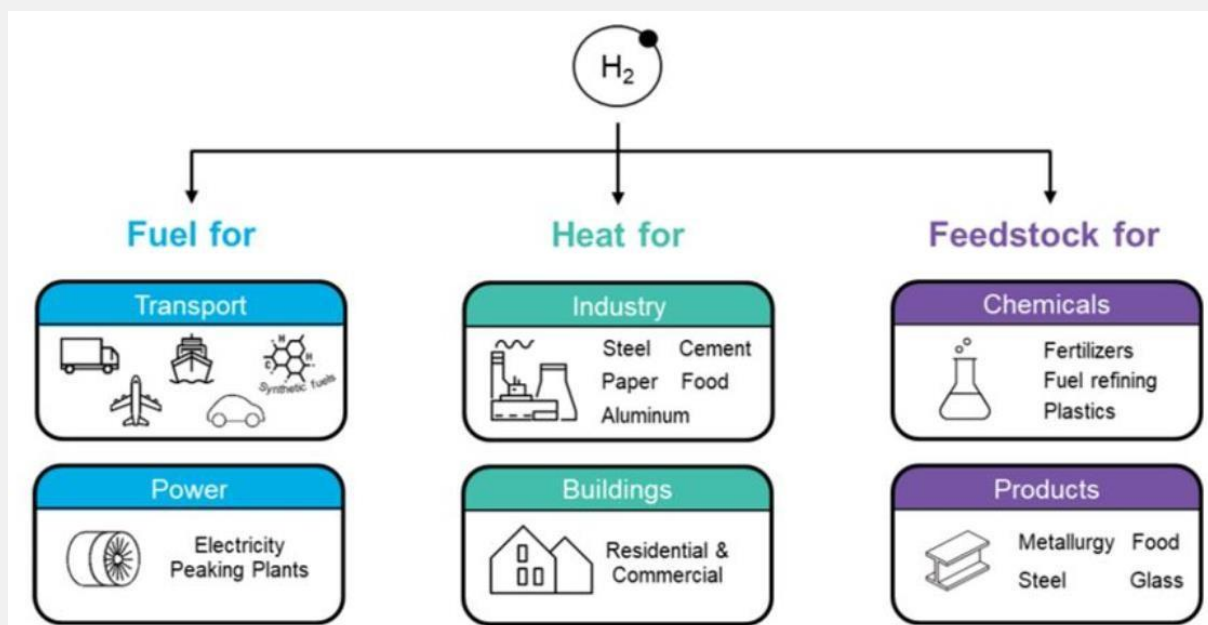 H₂
Fuel for
Heat for
Feedstock for
Transport
C
H
H
Synthetic fuels
Industry
Steel Cement
Paper Food
Aluminum
Chemicals
Fertilizers
Fuel refining
Plastics
Power
Electricity
Peaking Plants
Buildings
Residential &
Commercial
Products
Metallurgy Food
Steel Glass